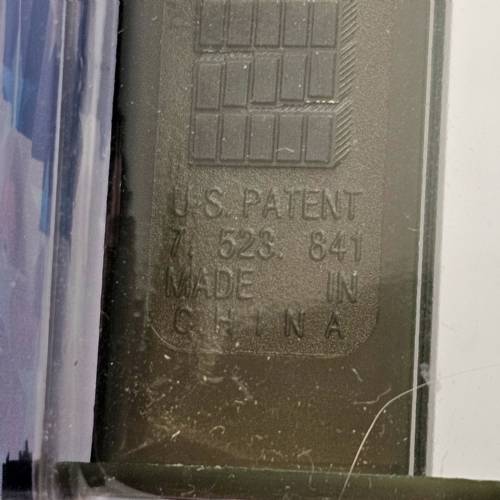 U.S. PATENT
7. 523. 841
MADE IN
CHINA